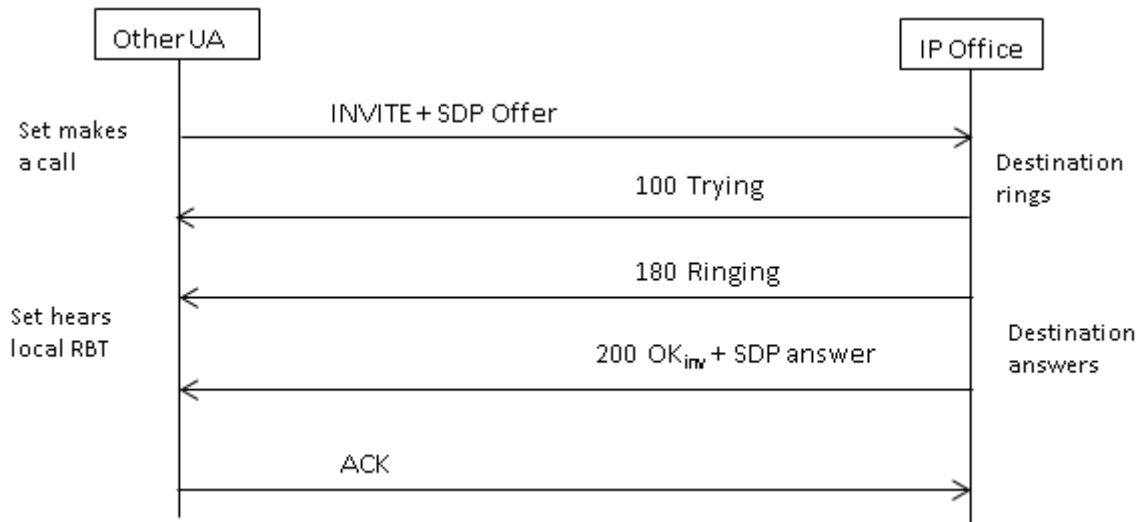 Other UA
IP Office
INVITE + SDP Offer
Set makes
a call
Destination
rings
100 Trying
180 Ringing
Set hears
local RBT
Destination
answers
200 OKinv + SDP answer
ACK